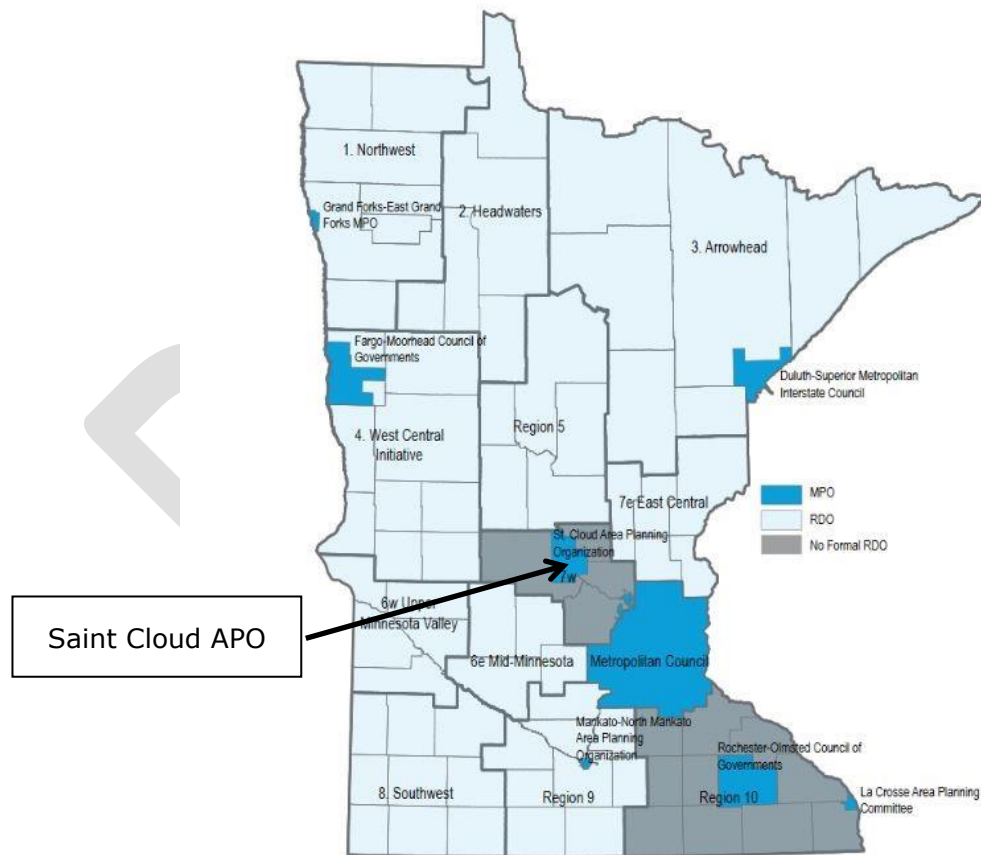 1. Northwest
Grand Forks-East Grand
Forks MPO
2. Headwaters
3. Arrowhead
Fargo-Moorhead Council of
Governments
Duluth-Superior Metropolitan
Interstate Council
Region 5
4. West Central
Initiative
7e East Central
MPO
RDO
No Formal RDO
St. Cloud Area Planning
Organization
7w
Saint Cloud APO
6w Upper
Minnesota Valley
6e Mid-Minnesota
Metropolitan Council
Mankato-North Mankato
Area Planning
Organization
Rochester-Olmsted Council of
Governments
8. Southwest
Region 9
Region 10
La Crosse Area Planning
Committee